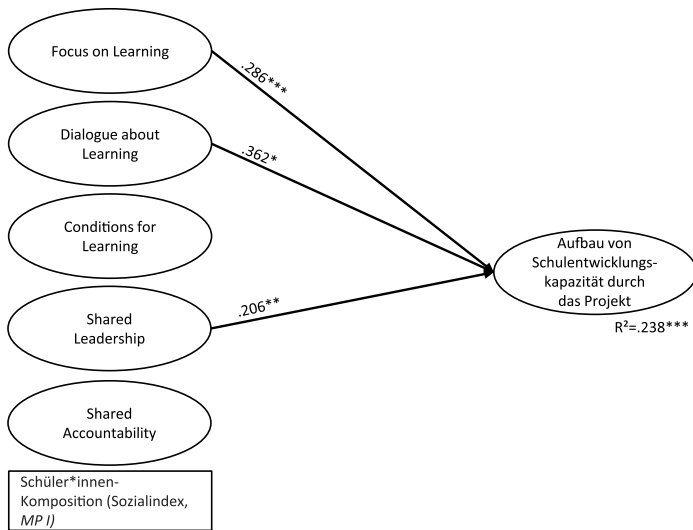 Focus on Learning
.286***
Dialogue about
Learning
.362*
Conditions for
Learning
Aufbau von
Schulentwicklungs-
kapazität durch
das Projekt
R²=.238***
Shared
Leadership
.206**
Shared
Accountability
Schüler*innen-
Komposition (Sozialindex,
MP I)